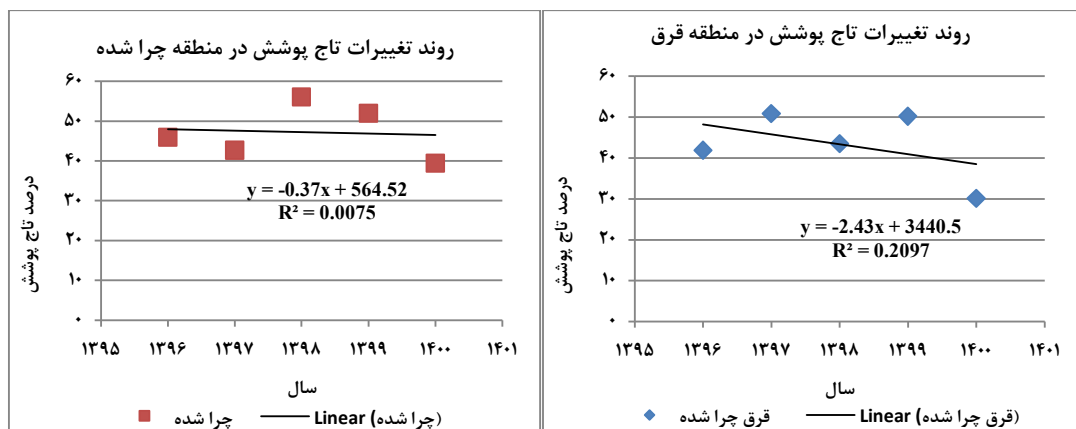 روند تغییرات تاج پوشش در منطقه چرا شده
درصد تاج پوشش
۶۰
۵۰
۴۰
۳۰
۲۰
۱۰
۰
y = -0.37x + 564.52
R² = 0.0075
۱۳۹۵ ۱۳۹۶ ۱۳۹۷ ۱۳۹۸ ۱۳۹۹ ۱۴۰۰ ۱۴۰۱
سال
چرا شده Linear (چرا شده)
روند تغییرات تاج پوشش در منطقه قرق
درصد تاج پوشش
۶۰
۵۰
۴۰
۳۰
۲۰
۱۰
۰
y = -2.43x + 3440.5
R² = 0.2097
۱۳۹۵ ۱۳۹۶ ۱۳۹۷ ۱۳۹۸ ۱۳۹۹ ۱۴۰۰ ۱۴۰۱
سال
قرق چرا شده Linear (قرق چرا شده)